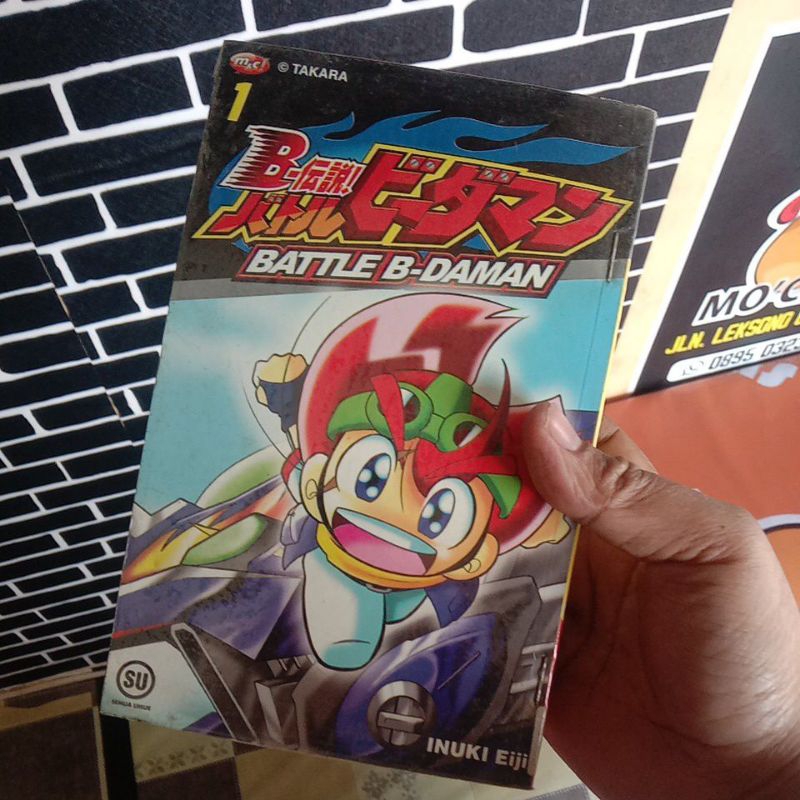 m&c!
© TAKARA
1
B-伝説!
バトルビーダマン
BATTLE B-DAMAN
SU
SEMUA UMUR
INUKI Eiji
MO'C
JLN. LEKSONO
0895 0323